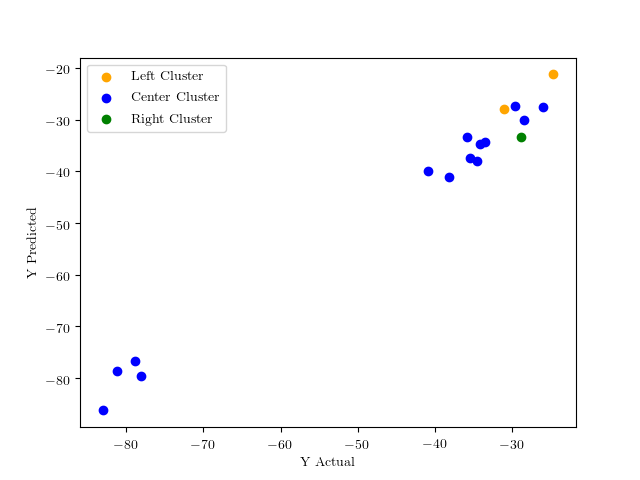 Left Cluster
Center Cluster
Right Cluster
−20
−30
−40
−50
−60
−70
−80
Y Predicted
−80 −70 −60 −50 −40 −30
Y Actual